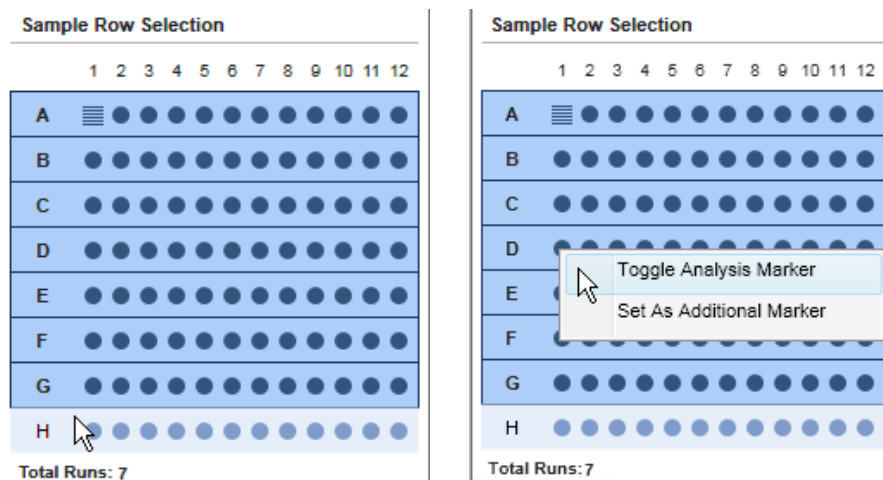 Sample Row Selection
1 2 3 4 5 6 7 8 9 10 11 12
A
B
C
D
E
F
G
H
Total Runs: 7
Sample Row Selection
1 2 3 4 5 6 7 8 9 10 11 12
A
B
C
D
Toggle Analysis Marker
E
Set As Additional Marker
F
G
H
Total Runs: 7